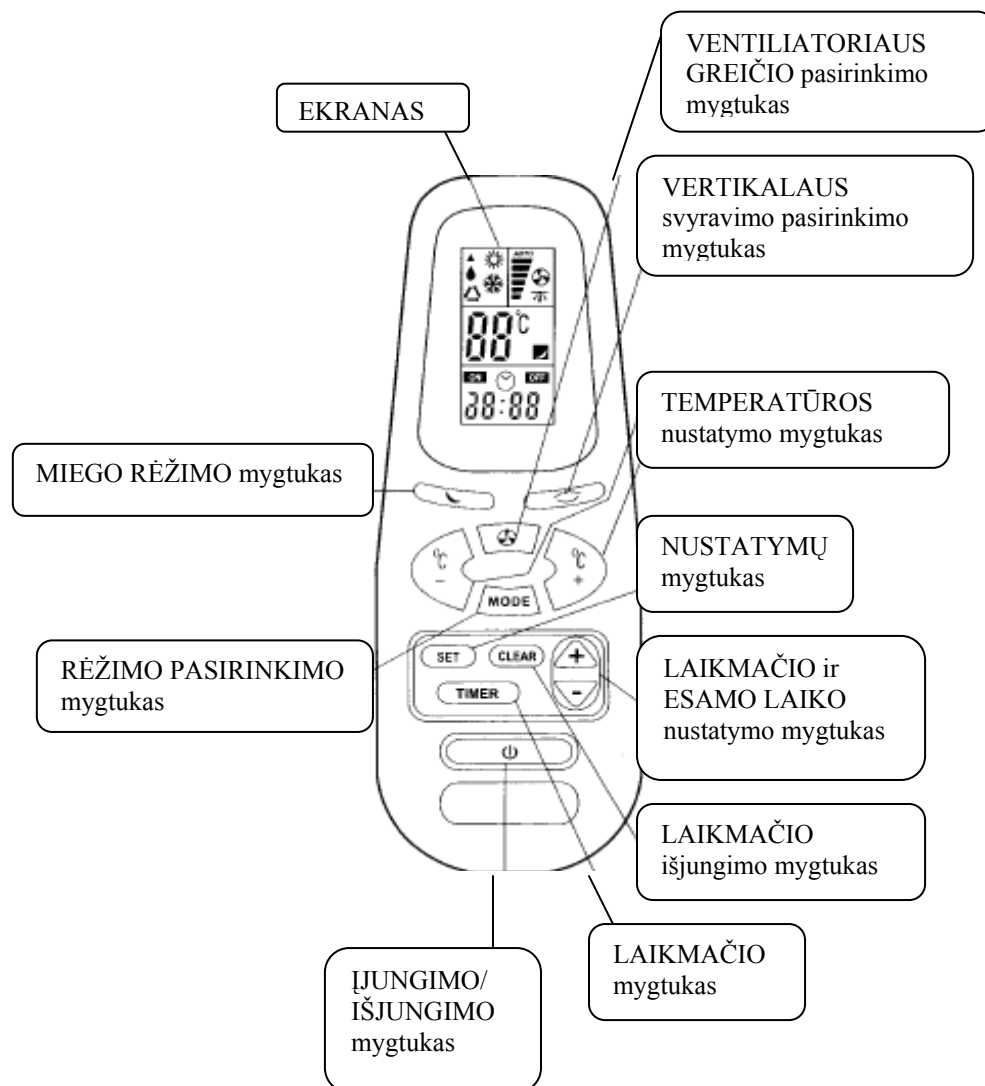 VENTILIATORIAUS
GREIČIO pasirinkimo
mygtukas
EKRANAS
VERTIKALAUS
svyravimo pasirinkimo
mygtukas
AUTO
88°C
ON
OFF
88:88
TEMPERATŪROS
nustatymo mygtukas
MIEGO RĖŽIMO mygtukas
°C
–
°C
+
NUSTATYMŲ
mygtukas
MODE
RĖŽIMO PASIRINKIMO
mygtukas
SET
CLEAR
+
TIMER
-
LAIKMAČIO ir
ESAMO LAIKO
nustatymo mygtukas
LAIKMAČIO
išjungimo mygtukas
LAIKMAČIO
mygtukas
ĮJUNGIMO/
IŠJUNGIMO
mygtukas